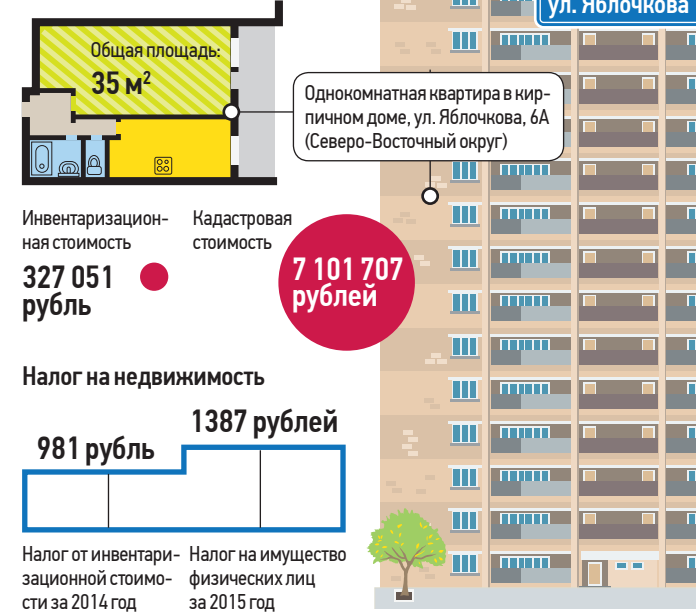 ул. Яблочкова
Общая площадь:
35 м²
Однокомнатная квартира в кир-
пичном доме, ул. Яблочкова, 6А
(Северо-Восточный округ)
Инвентаризацион-
ная стоимость
327 051
рубль
Кадастровая
стоимость
7 101 707
рублей
Налог на недвижимость
981 рубль
1387 рублей
Налог от инвентари-
зационной стоимо-
сти за 2014 год
Налог на имущество
физических лиц
за 2015 год